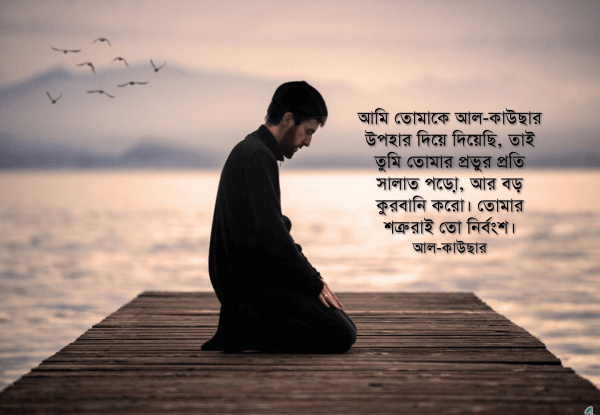 আমি তোমাকে আল-কাউছার
উপহার দিয়ে দিয়েছি, তাই
তুমি তোমার প্রভুর প্রতি
সালাত পড়ো, আর বড়
কুরবানি করো। তোমার
শত্রুরাই তো নির্বংশ।
আল-কাউছার